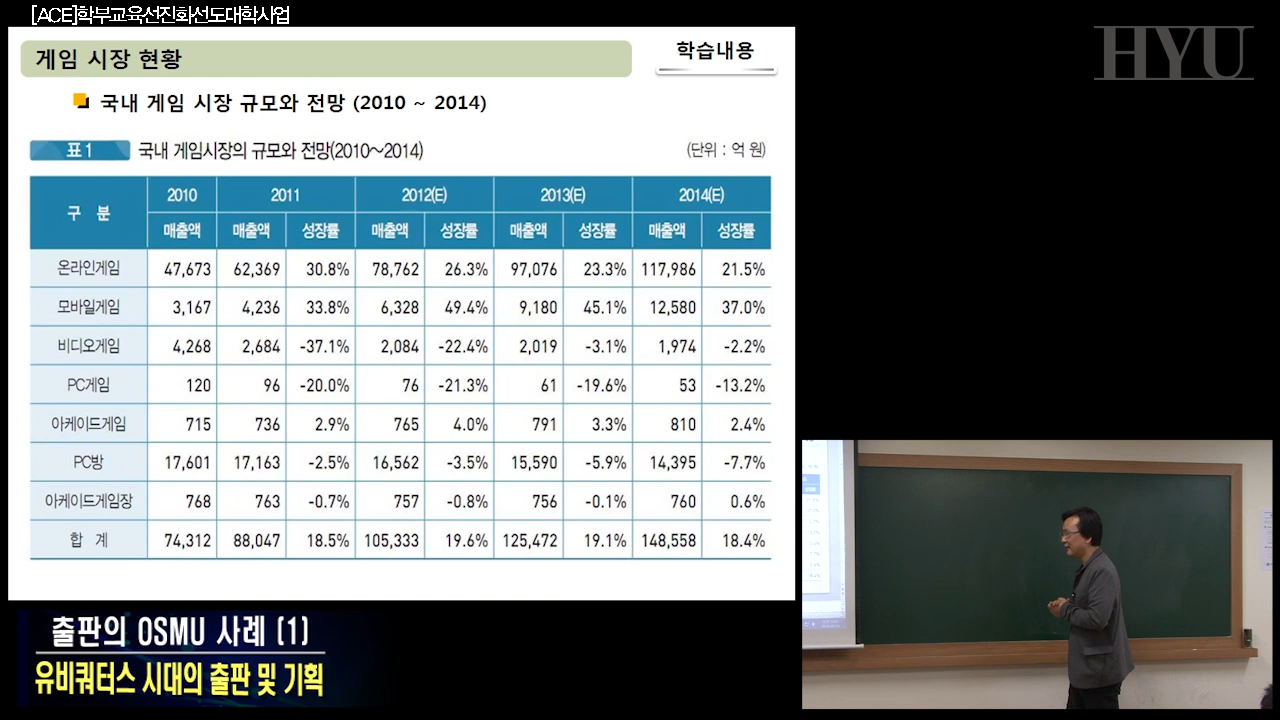 [ACE]학부교육선진화선도대학사업
HYU
게임 시장 현황
학습내용
국내 게임 시장 규모와 전망 (2010 ~ 2014)
표 1 국내 게임시장의 규모와 전망(2010～2014) (단위 : 억 원)
구 분 2010 2011 2012(E) 2013(E) 2014(E)
매출액 매출액 성장률 매출액 성장률 매출액 성장률 매출액 성장률
온라인게임 47,673 62,369 30.8% 78,762 26.3% 97,076 23.3% 117,986 21.5%
모바일게임 3,167 4,236 33.8% 6,328 49.4% 9,180 45.1% 12,580 37.0%
비디오게임 4,268 2,684 -37.1% 2,084 -22.4% 2,019 -3.1% 1,974 -2.2%
PC게임 120 96 -20.0% 76 -21.3% 61 -19.6% 53 -13.2%
아케이드게임 715 736 2.9% 765 4.0% 791 3.3% 810 2.4%
PC방 17,601 17,163 -2.5% 16,562 -3.5% 15,590 -5.9% 14,395 -7.7%
아케이드게임장 768 763 -0.7% 757 -0.8% 756 -0.1% 760 0.6%
합 계 74,312 88,047 18.5% 105,333 19.6% 125,472 19.1% 148,558 18.4%
출판의 OSMU 사례 (1)
유비쿼터스 시대의 출판 및 기획